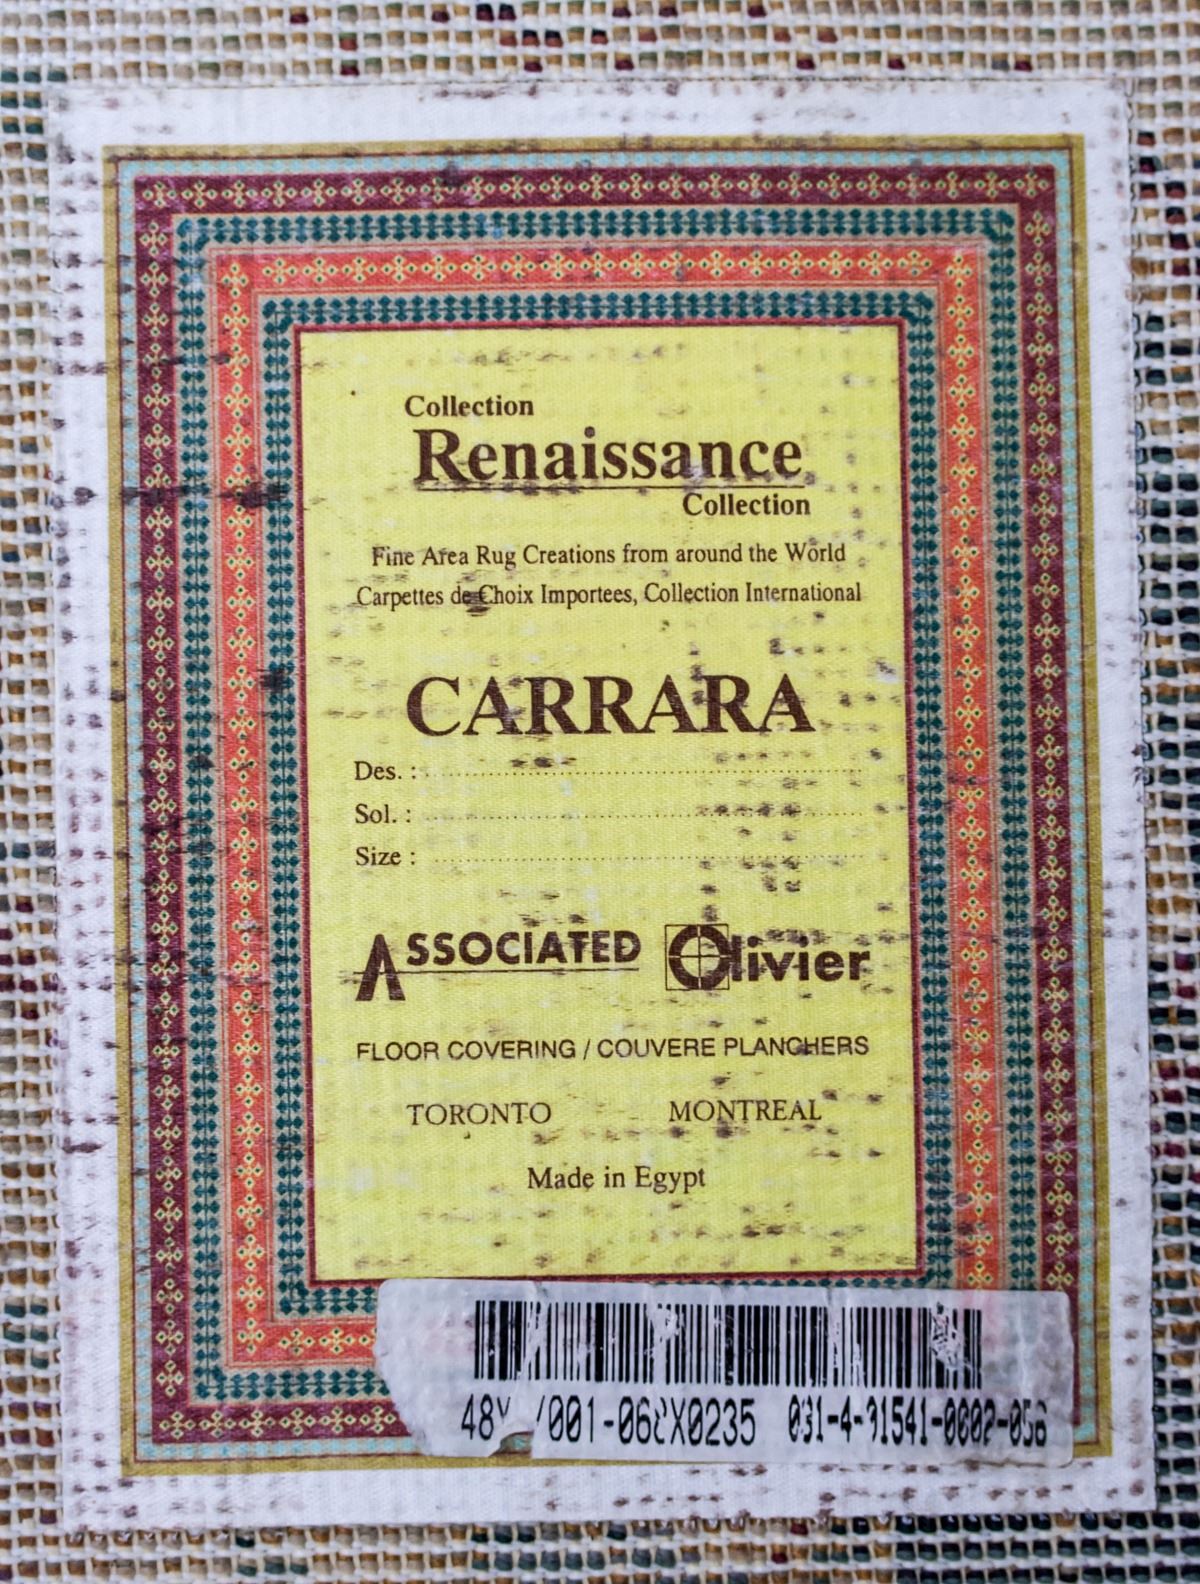 Collection
Renaissance
Collection
Fine Area Rug Creations from around the World
Carpettes de Choix Importees, Collection International
CARRARA
Des. :
Sol. :
Size :
ASSOCIATED Olivier
FLOOR COVERING / COUVERE PLANCHERS
TORONTO MONTREAL
Made in Egypt